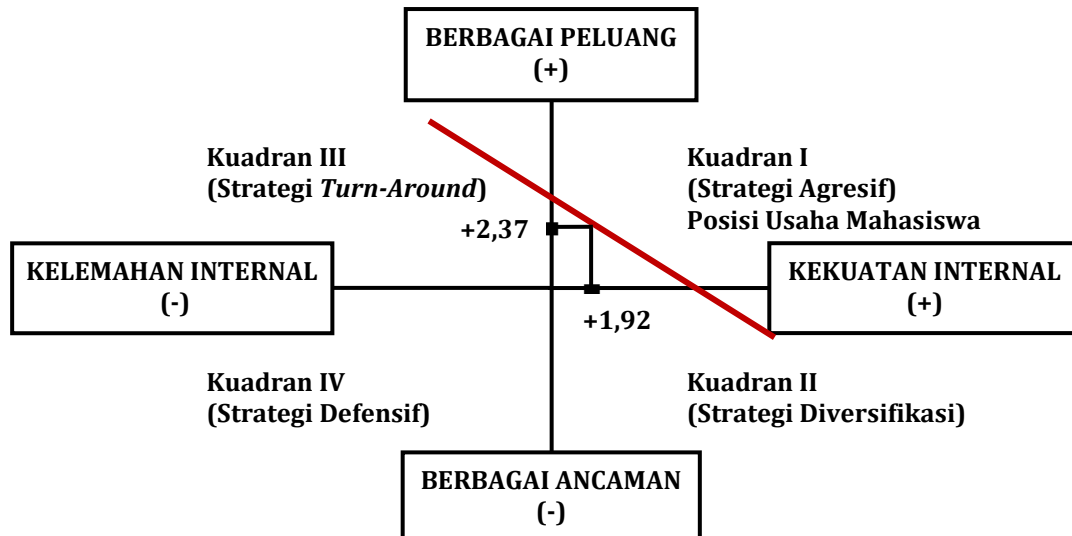 BERBAGAI PELUANG
(+)
Kuadran III
(Strategi Turn-Around)
Kuadran I
(Strategi Agresif)
Posisi Usaha Mahasiswa
+2,37
KELEMAHAN INTERNAL
(-)
KEKUATAN INTERNAL
(+)
+1,92
Kuadran IV
(Strategi Defensif)
Kuadran II
(Strategi Diversifikasi)
BERBAGAI ANCAMAN
(-)